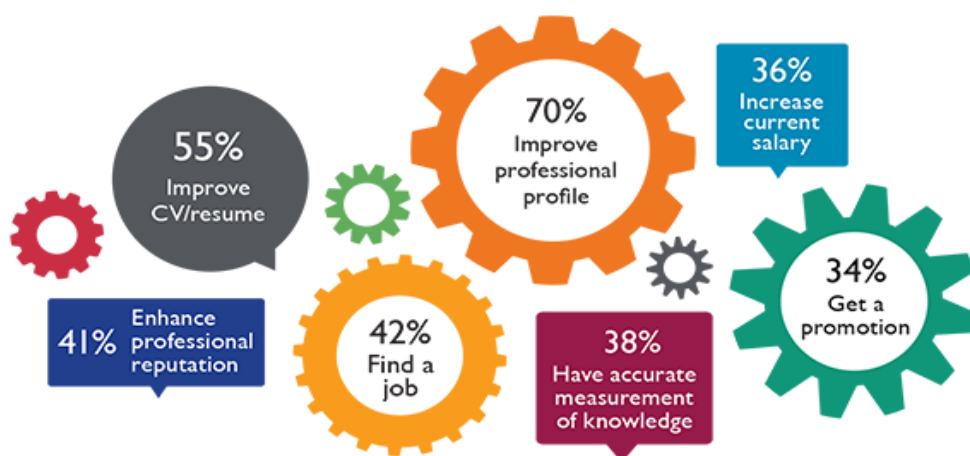 55%
Improve
CV/resume
70%
Improve
professional
profile
36%
Increase
current
salary
41%
Enhance
professional
reputation
42%
Find a
job
38%
Have accurate
measurement
of knowledge
34%
Get a
promotion